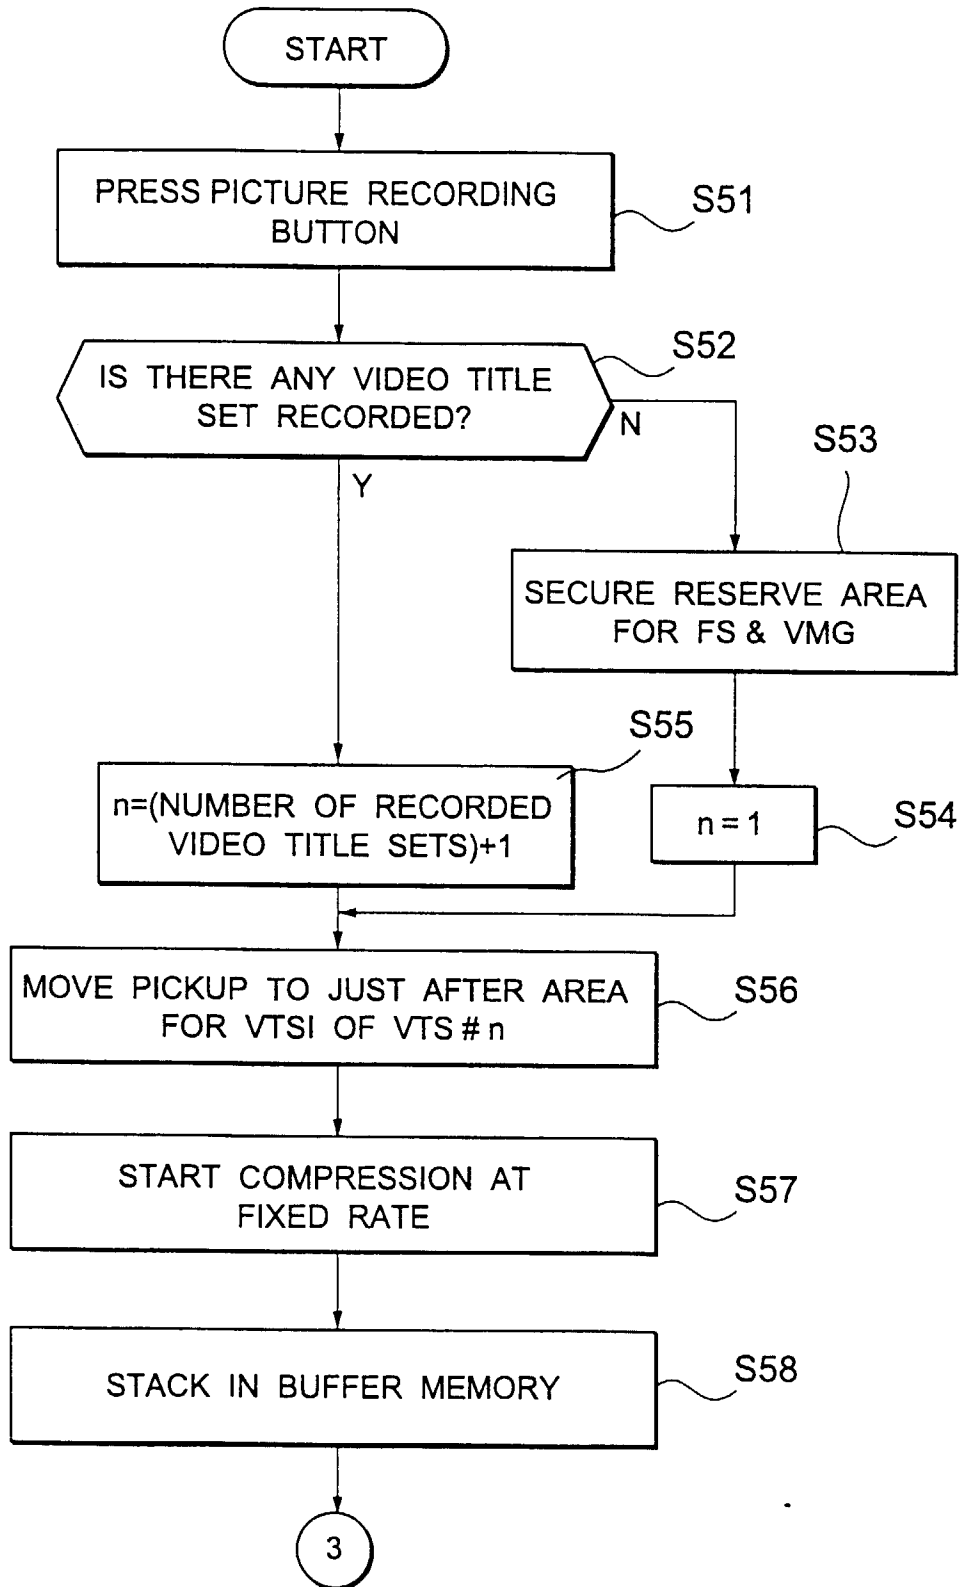 START
PRESS PICTURE RECORDING
BUTTON
S51
IS THERE ANY VIDEO TITLE
SET RECORDED?
S52
N
Y
S53
SECURE RESERVE AREA
FOR FS & VMG
S55
n=(NUMBER OF RECORDED
VIDEO TITLE SETS)+1
n = 1
S54
MOVE PICKUP TO JUST AFTER AREA
FOR VTSI OF VTS # n
S56
START COMPRESSION AT
FIXED RATE
S57
STACK IN BUFFER MEMORY
S58
3